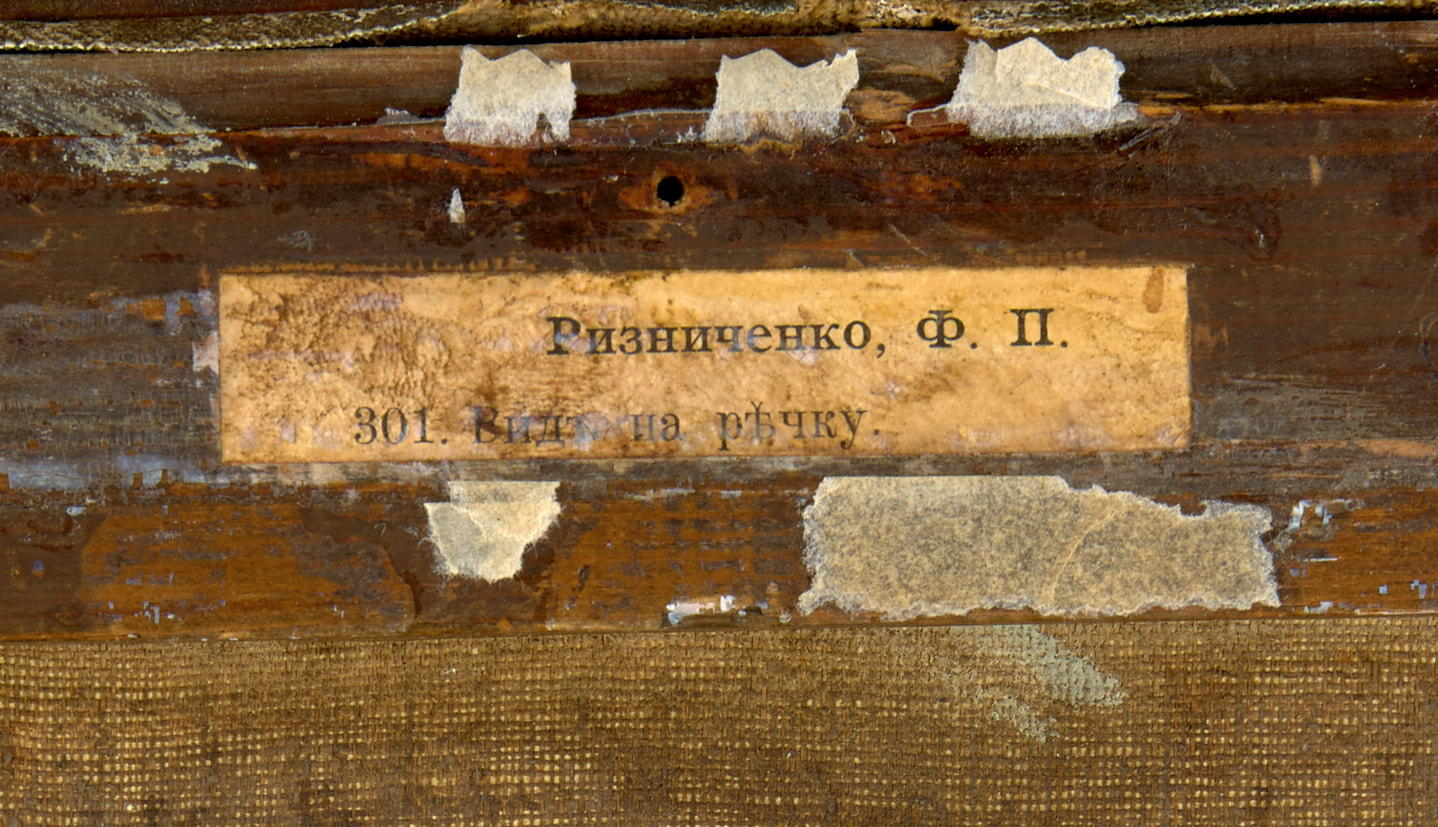 Ризниченко, Ф. П.
301. Видъ на рѣчку.